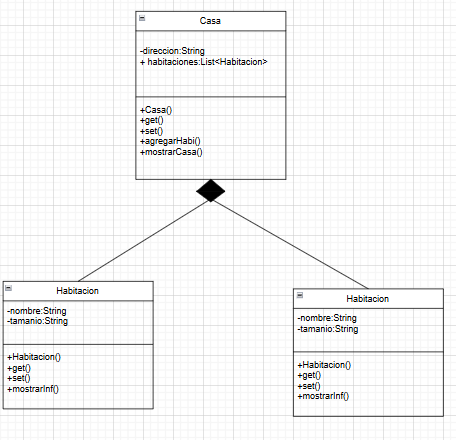 Casa
-direccion:String
+ habitaciones:List<Habitacion>
+Casa()
+get()
+set()
+agregarHabi()
+mostrarCasa()
Habitacion
-nombre:String
-tamanio:String
+Habitacion()
+get()
+set()
+mostrarInf()
Habitacion
-nombre:String
-tamanio:String
+Habitacion()
+get()
+set()
+mostrarInf()